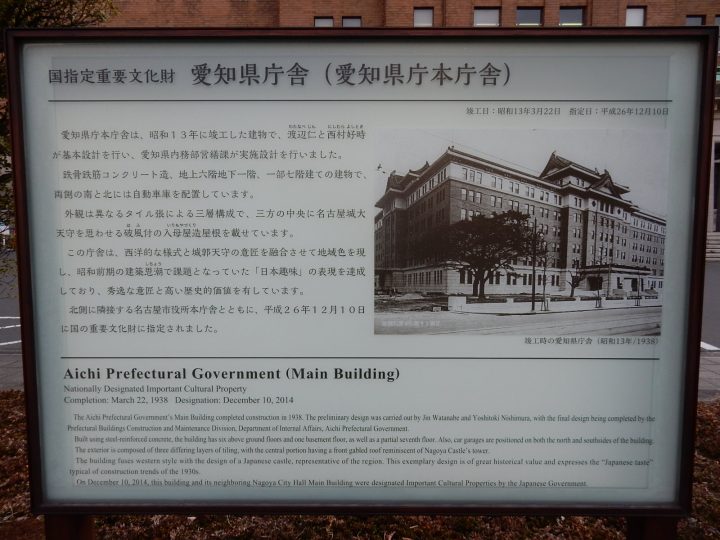 国指定重要文化財 愛知県庁舎（愛知県庁本庁舎）
竣工日：昭和13年3月22日 指定日：平成26年12月10日
愛知県庁本庁舎は、昭和１３年に竣工した建物で、渡辺仁と西村好時
が基本設計を行い、愛知県内務部営繕課が実施設計を行いました。
鉄骨鉄筋コンクリート造、地上六階地下一階、一部七階建ての建物で、
両側の南と北には自動車庫を配置しています。
外観は異なるタイル張による三層構成で、三方の中央に名古屋城大
天守を思わせる破風付の入母屋造屋根を載せています。
この庁舎は、西洋的な様式と城郭天守の意匠を融合させて地域色を現
し、昭和前期の建築思潮で課題となっていた「日本趣味」の表現を達成
しており、秀逸な意匠と高い歴史的価値を有しています。
北側に隣接する名古屋市役所本庁舎とともに、平成２６年１２月１０日
に国の重要文化財に指定されました。
竣工時の愛知県庁舎（昭和13年/1938）
Aichi Prefectural Government (Main Building)
Nationally Designated Important Cultural Property
Completion: March 22, 1938 Designation: December 10, 2014
The Aichi Prefectural Government's Main Building completed construction in 1938. The preliminary design was carried out by Jin Watanabe and Yoshitoki Nishimura, with the final design being completed by the
Prefectural Buildings Construction and Maintenance Division, Department of Internal Affairs, Aichi Prefectural Government.
Built using steel-reinforced concrete, the building has six above ground floors and one basement floor, as well as a partial seventh floor. Also, car garages are positioned on both the north and southsides of the building.
The exterior is composed of three differing layers of tiling, with the central portion having a front gabled roof reminiscent of Nagoya Castle's tower.
The building fuses western style with the design of a Japanese castle, representative of the region. This exemplary design is of great historical value and expresses the "Japanese taste"
typical of construction trends of the 1930s.
On December 10, 2014, this building and its neighboring Nagoya City Hall Main Building were designated Important Cultural Properties by the Japanese Government.